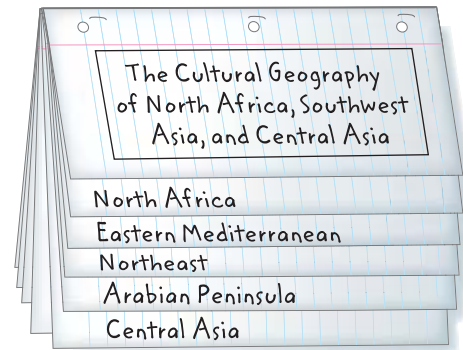 The Cultural Geography
of North Africa, Southwest
Asia, and Central Asia
North Africa
Eastern Mediterranean
Northeast
Arabian Peninsula
Central Asia